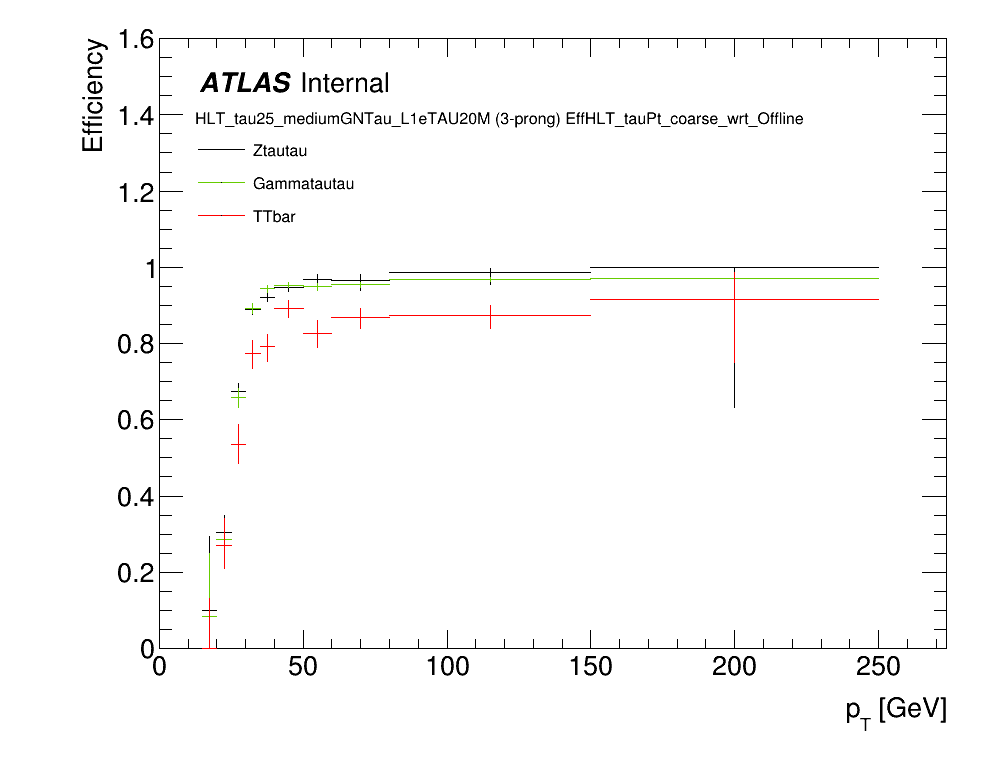 Efficiency
ATLAS Internal
HLT_tau25_mediumGNTau_L1eTAU20M (3-prong) EffHLT_tauPt_coarse_wrt_Offline
Ztautau
Gammatautau
TTbar
1.6
1.4
1.2
1
0.8
0.6
0.4
0.2
0
0 50 100 150 200 250
p_T [GeV]